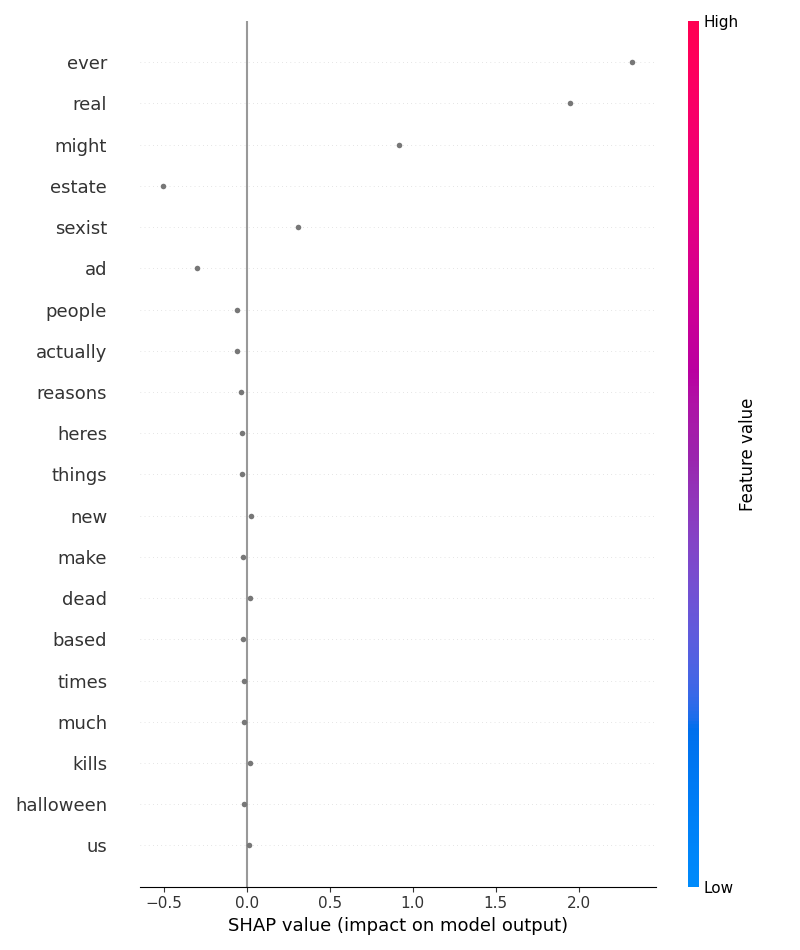 High
ever
real
might
estate
sexist
ad
people
actually
reasons
heres
things
new
make
dead
based
times
much
kills
halloween
us
Feature value
Low
−0.5 0.0 0.5 1.0 1.5 2.0
SHAP value (impact on model output)